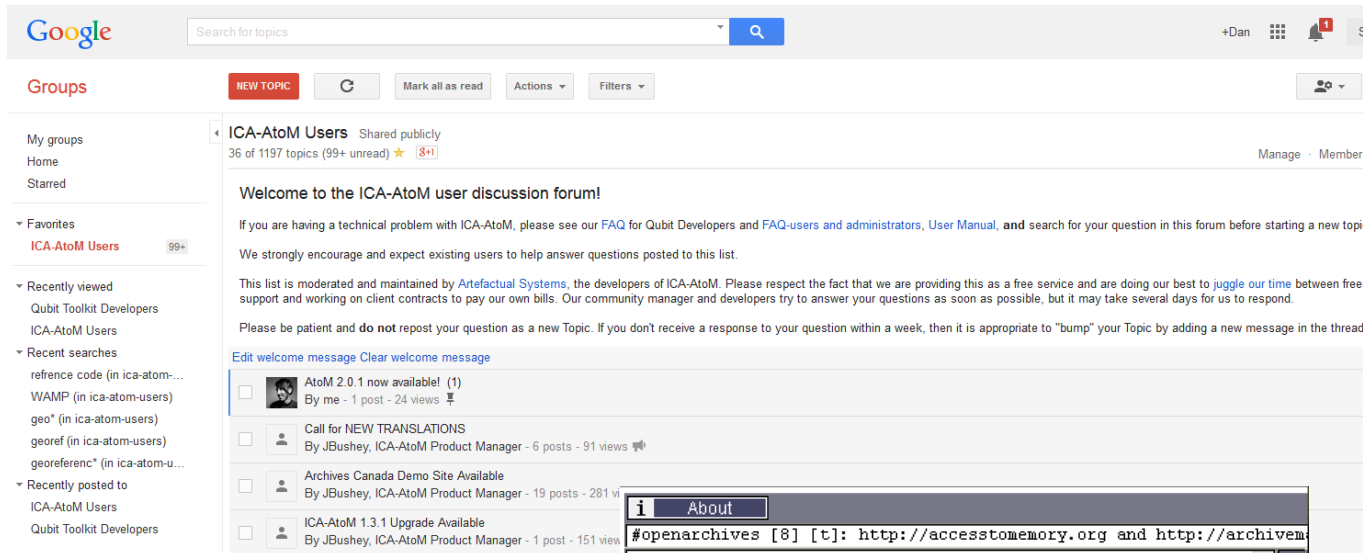 Google
Search for topics
+Dan
1
S
Groups
NEW TOPIC
Mark all as read
Actions
Filters
My groups
Home
Starred
Favorites
ICA-AtoM Users 99+
Recently viewed
Qubit Toolkit Developers
ICA-AtoM Users
Recent searches
refrence code (in ica-atom-...
WAMP (in ica-atom-users)
geo* (in ica-atom-users)
georef (in ica-atom-users)
georeferenc* (in ica-atom-u...
Recently posted to
ICA-AtoM Users
Qubit Toolkit Developers
ICA-AtoM Users Shared publicly
36 of 1197 topics (99+ unread) g+1
Manage · Member
Welcome to the ICA-AtoM user discussion forum!
If you are having a technical problem with ICA-AtoM, please see our FAQ for Qubit Developers and FAQ-users and administrators, User Manual, and search for your question in this forum before starting a new topi
We strongly encourage and expect existing users to help answer questions posted to this list.
This list is moderated and maintained by Artefactual Systems, the developers of ICA-AtoM. Please respect the fact that we are providing this as a free service and are doing our best to juggle our time between free
support and working on client contracts to pay our own bills. Our community manager and developers try to answer your questions as soon as possible, but it may take several days for us to respond.
Please be patient and do not repost your question as a new Topic. If you don't receive a response to your question within a week, then it is appropriate to "bump" your Topic by adding a new message in the thread
Edit welcome message Clear welcome message
AtoM 2.0.1 now available! (1)
By me - 1 post - 24 views
Call for NEW TRANSLATIONS
By JBushey, ICA-AtoM Product Manager - 6 posts - 91 views
Archives Canada Demo Site Available
By JBushey, ICA-AtoM Product Manager - 19 posts - 281 vi
ICA-AtoM 1.3.1 Upgrade Available
By JBushey, ICA-AtoM Product Manager - 1 post - 151 view
i About
#openarchives [8] [t]: http://accesstomemory.org and http://archivem